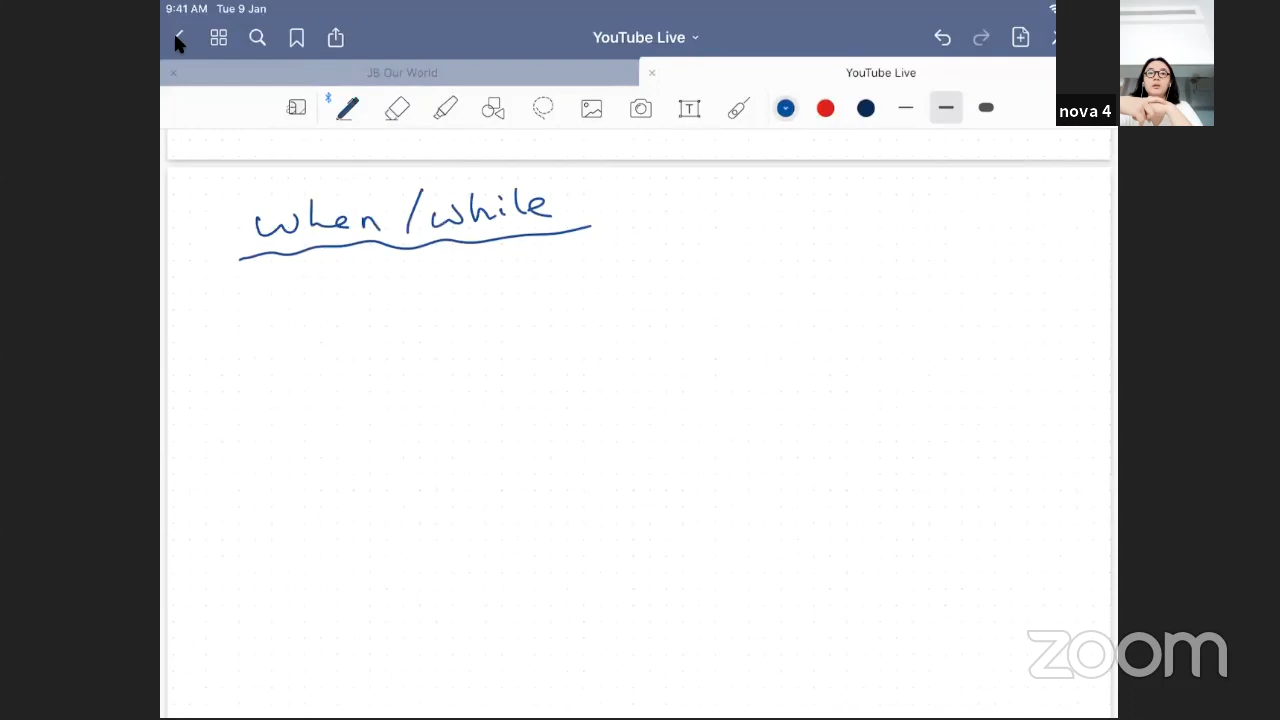 9:41 AM Tue 9 Jan
YouTube Live
JB Our World
YouTube Live
T
nova 4
when / while
zoom